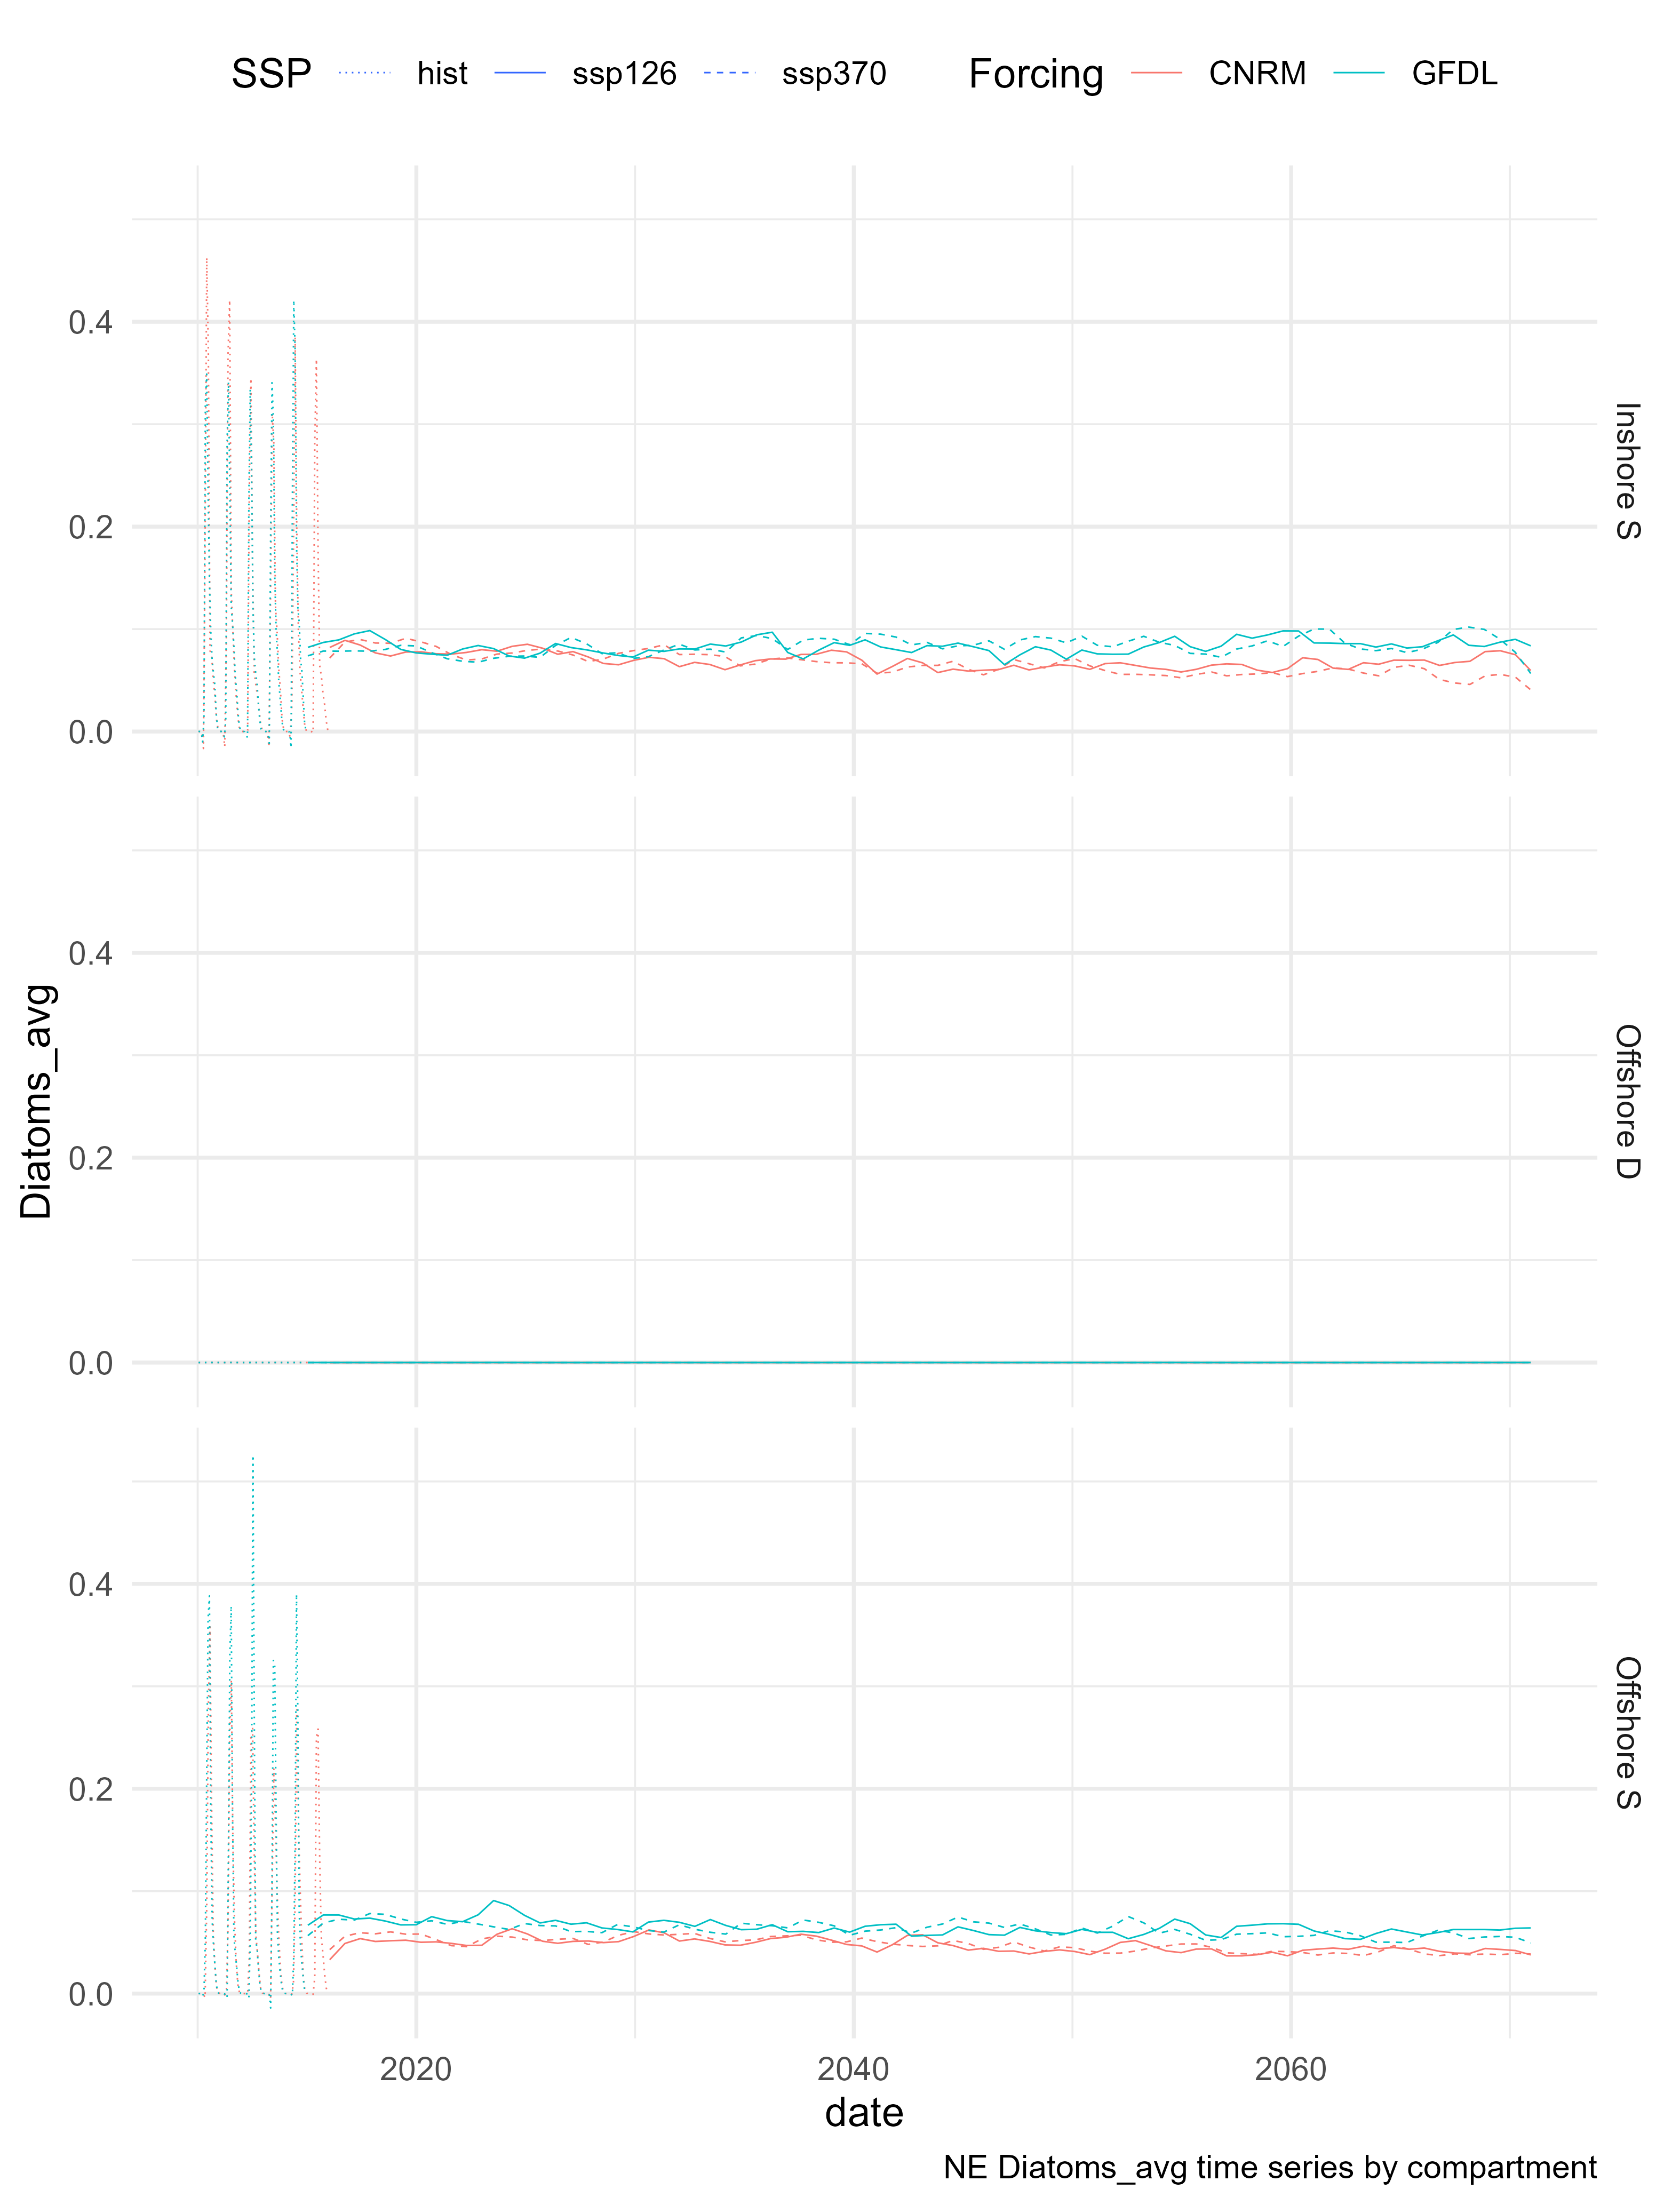 SSP hist ssp126 ssp370 Forcing CNRM GFDL
0.4
0.2
0.0
Inshore S
0.4
0.2
0.0
Offshore D
0.4
0.2
0.0
Offshore S
Diatoms_avg
2020 2040 2060
date
NE Diatoms_avg time series by compartment